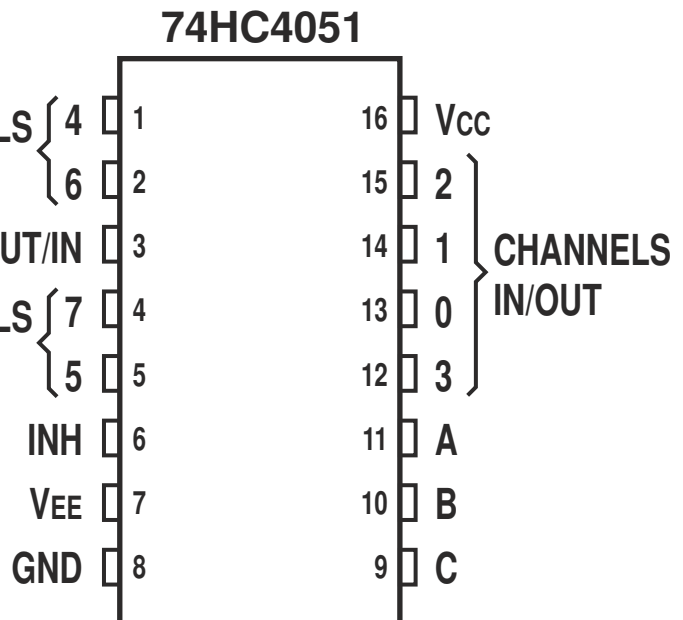 74HC4051
4 1 16 VCC
6 2 15 2
UT/IN 3 14 1 CHANNELS
7 4 13 0 IN/OUT
5 5 12 3
INH 6 11 A
VEE 7 10 B
GND 8 9 C
LS
LS